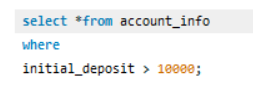 select *from account_info
where
initial_deposit > 10000;